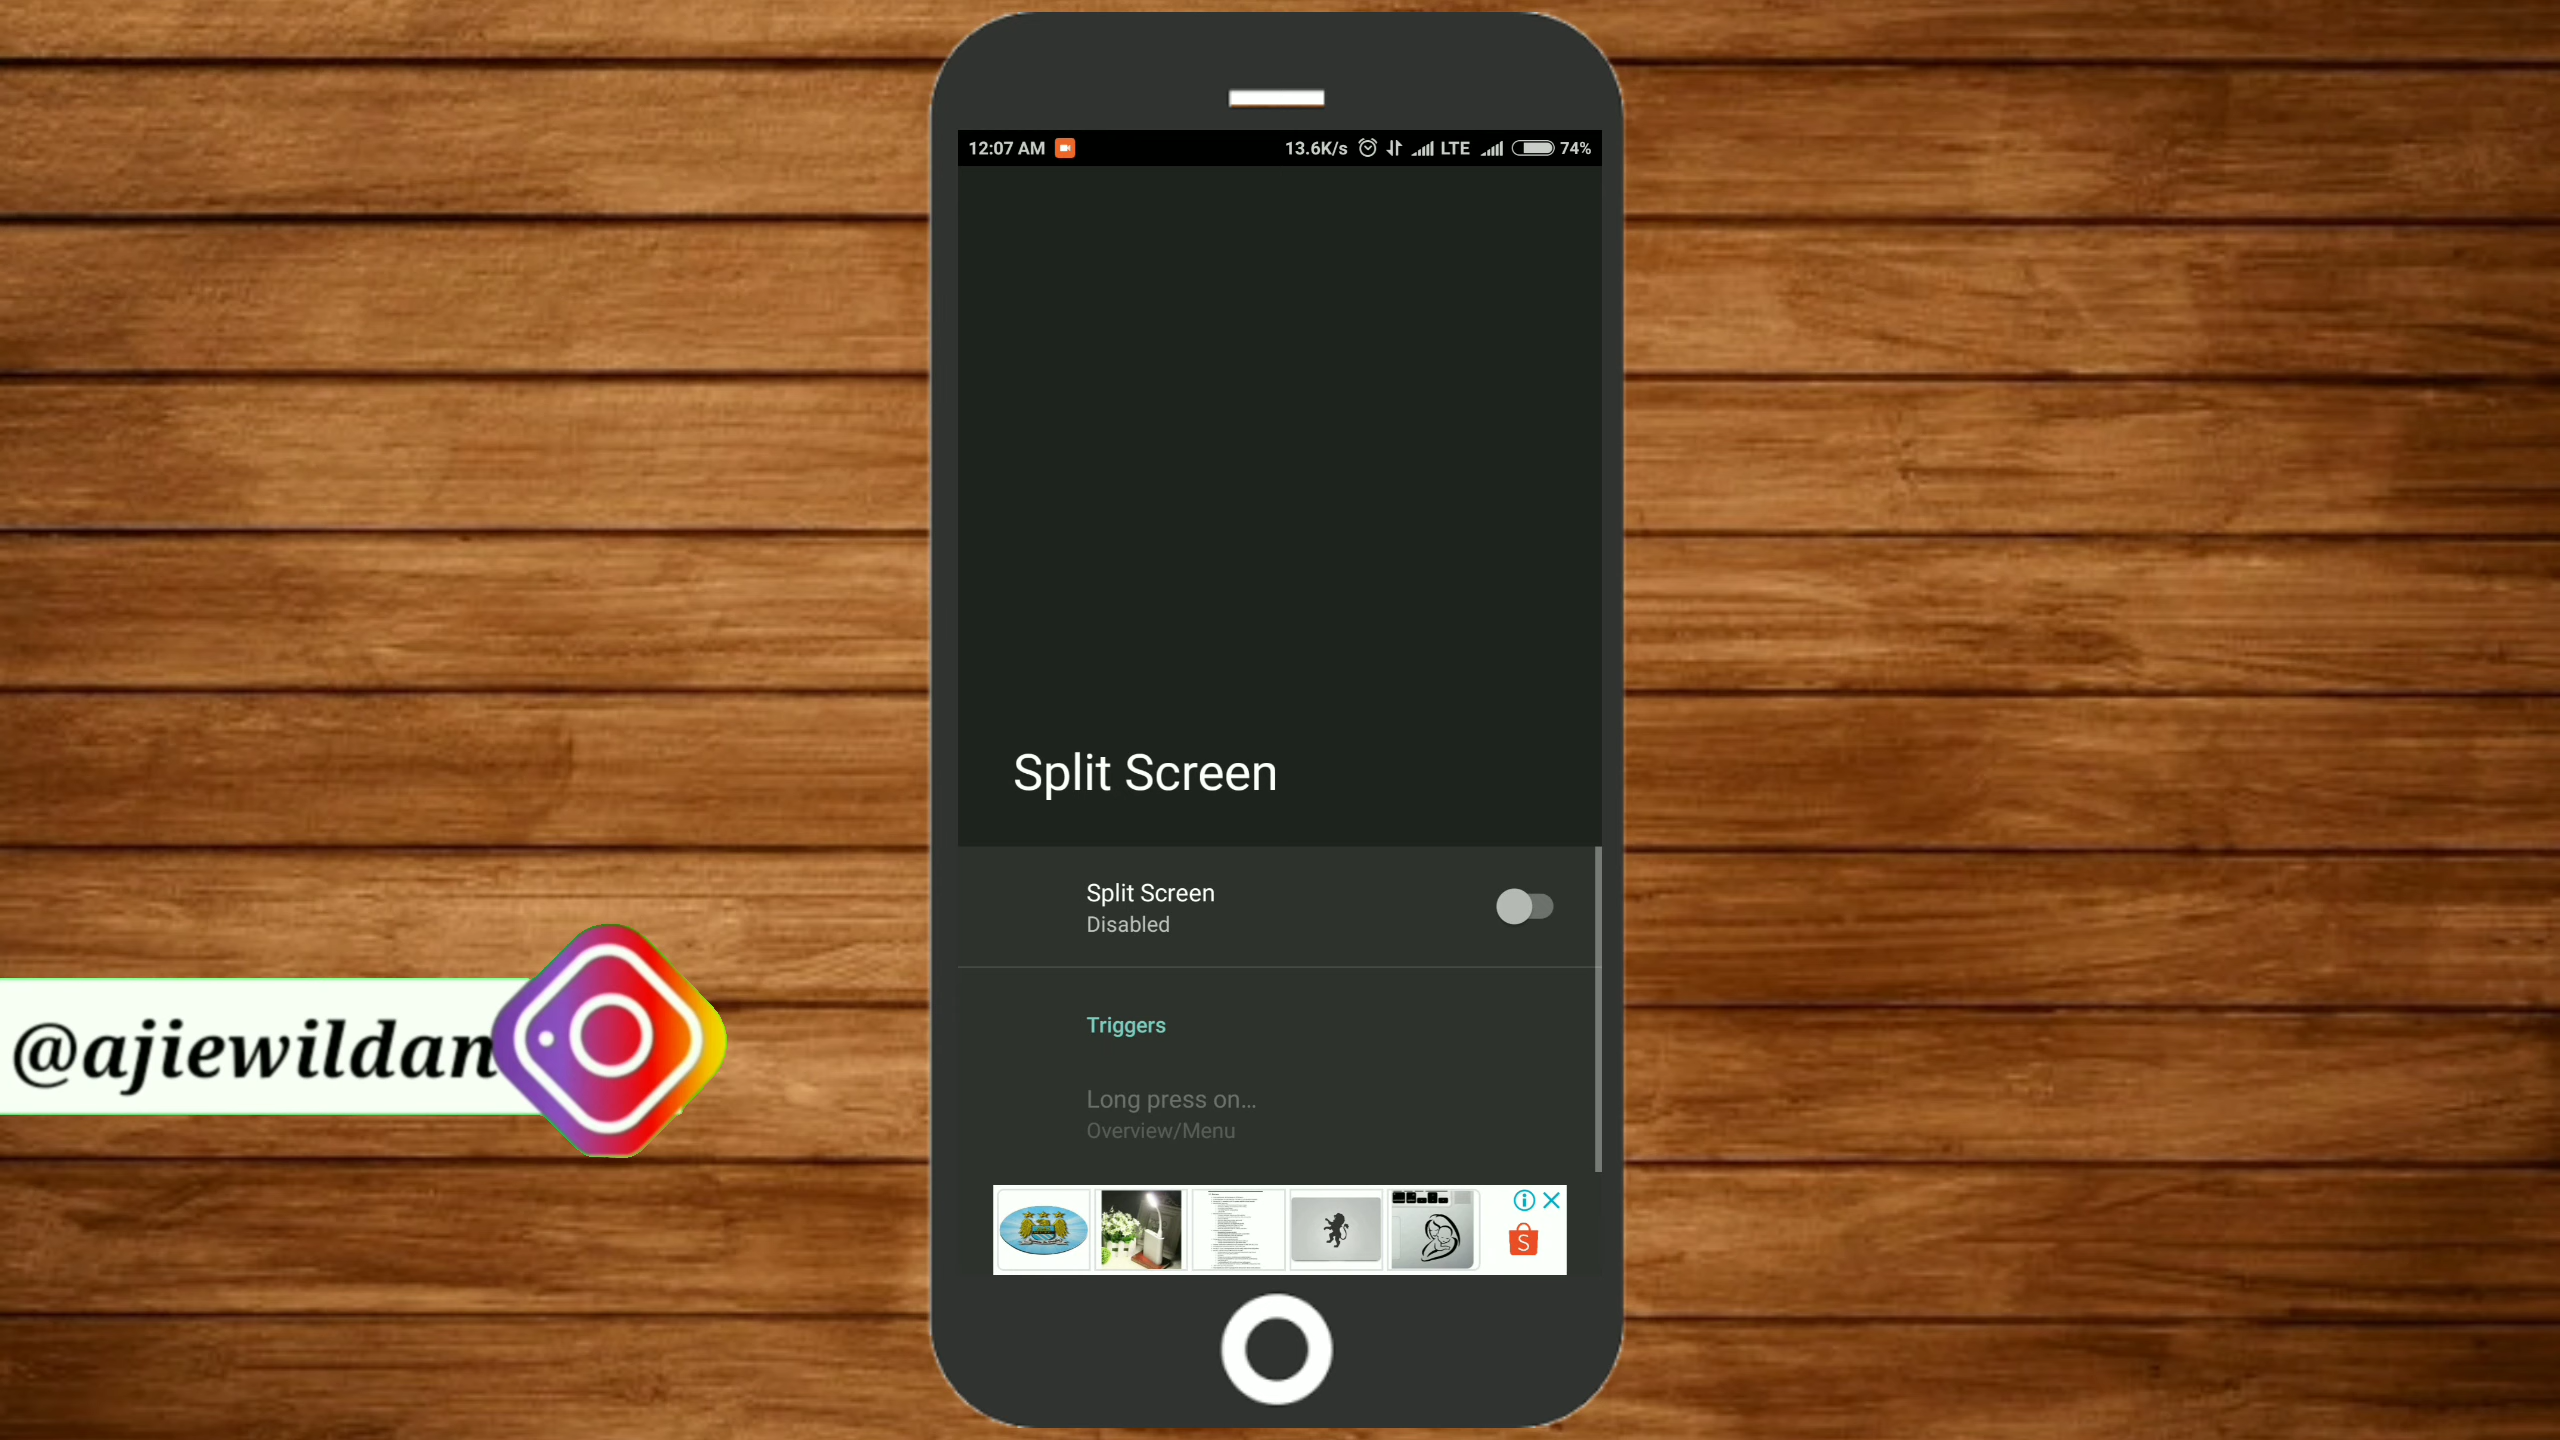 12:07 AM 13.6K/s LTE 74%
Split Screen
Split Screen
Disabled
Triggers
Long press on...
Overview/Menu
S
@ajiewildan